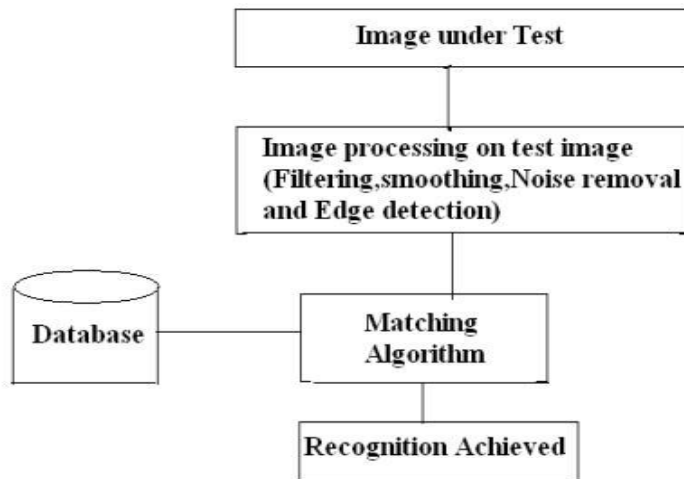 Image under Test
Image processing on test image
(Filtering,smoothing,Noise removal
and Edge detection)
Database
Matching
Algorithm
Recognition Achieved